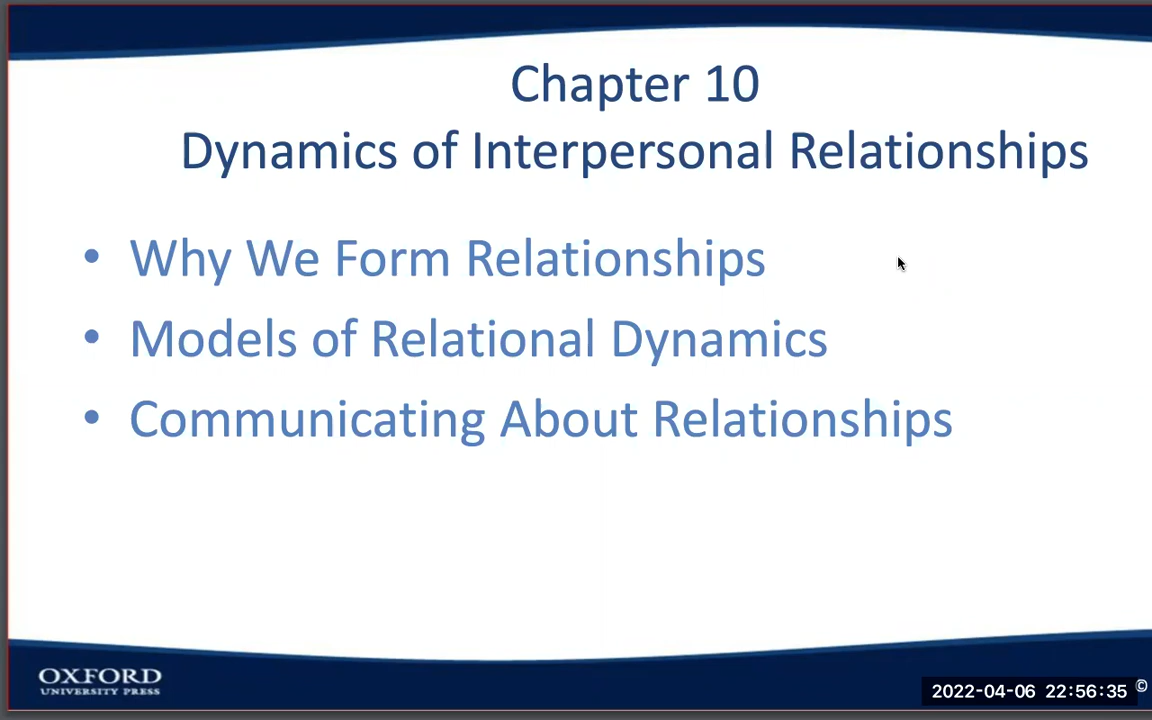 Chapter 10
Dynamics of Interpersonal Relationships
• Why We Form Relationships
• Models of Relational Dynamics
• Communicating About Relationships
OXFORD
UNIVERSITY PRESS
2022-04-06 22:56:35 ©